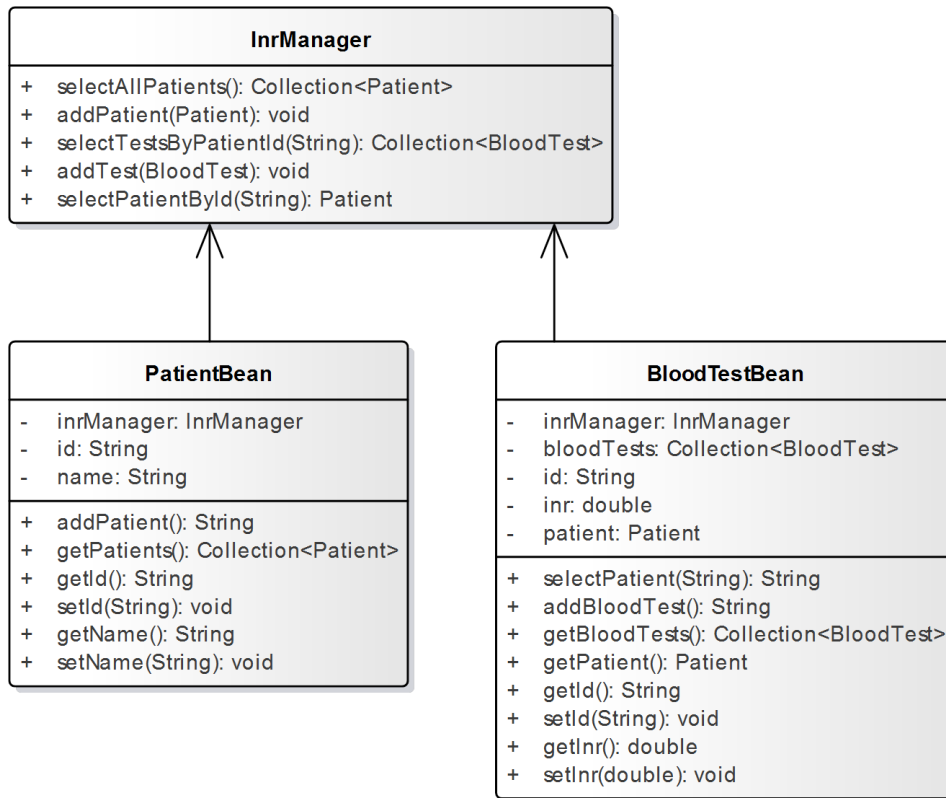 InrManager
+ selectAllPatients(): Collection<Patient>
+ addPatient(Patient): void
+ selectTestsByPatientId(String): Collection<BloodTest>
+ addTest(BloodTest): void
+ selectPatientById(String): Patient
PatientBean
- inrManager: InrManager
- id: String
- name: String
+ addPatient(): String
+ getPatients(): Collection<Patient>
+ getId(): String
+ setId(String): void
+ getName(): String
+ setName(String): void
BloodTestBean
- inrManager: InrManager
- bloodTests: Collection<BloodTest>
- id: String
- inr: double
- patient: Patient
+ selectPatient(String): String
+ addBloodTest(): String
+ getBloodTests(): Collection<BloodTest>
+ getPatient(): Patient
+ getId(): String
+ setId(String): void
+ getInr(): double
+ setInr(double): void